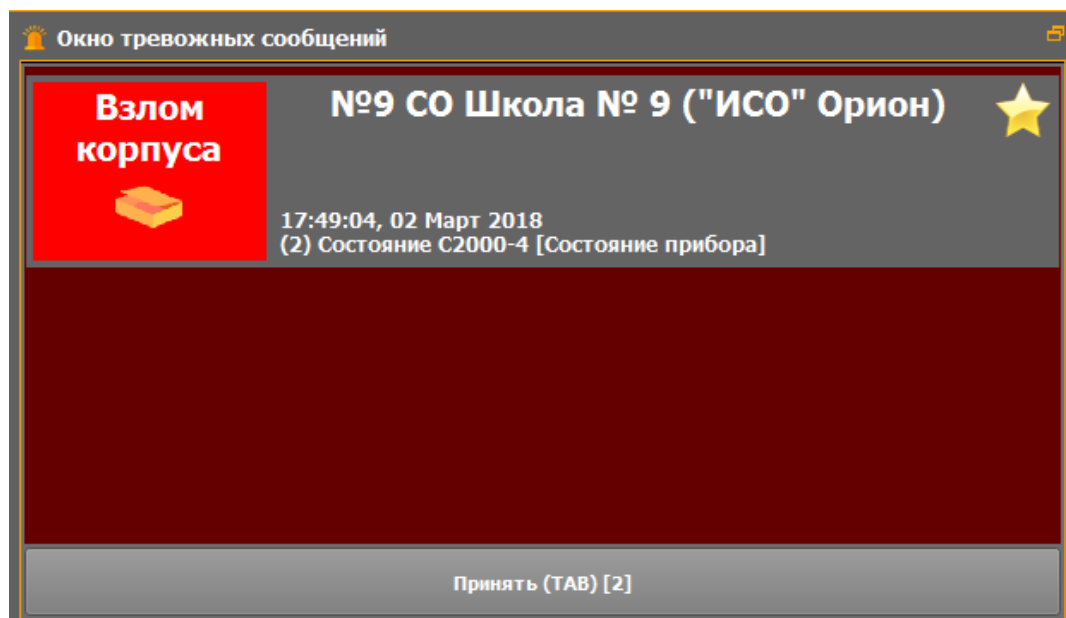 Окно тревожных сообщений
Взлом
корпуса
№9 СО Школа № 9 ("ИСО" Орион)
17:49:04, 02 Март 2018
(2) Состояние С2000-4 [Состояние прибора]
Принять (TAB) [2]